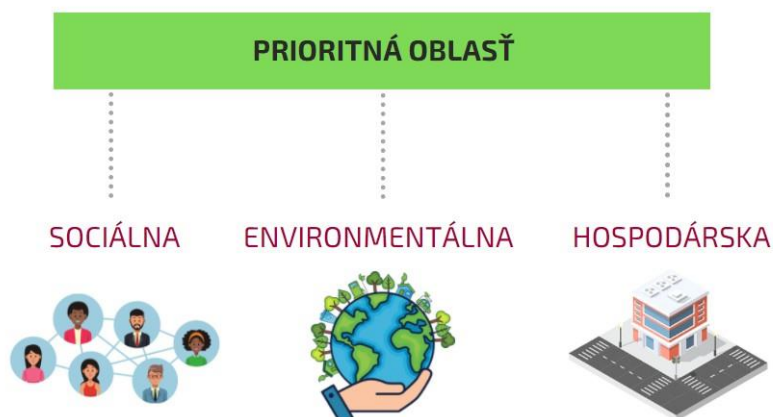 PRIORITNÁ OBLASŤ
SOCIÁLNA
ENVIRONMENTÁLNA
HOSPODÁRSKA